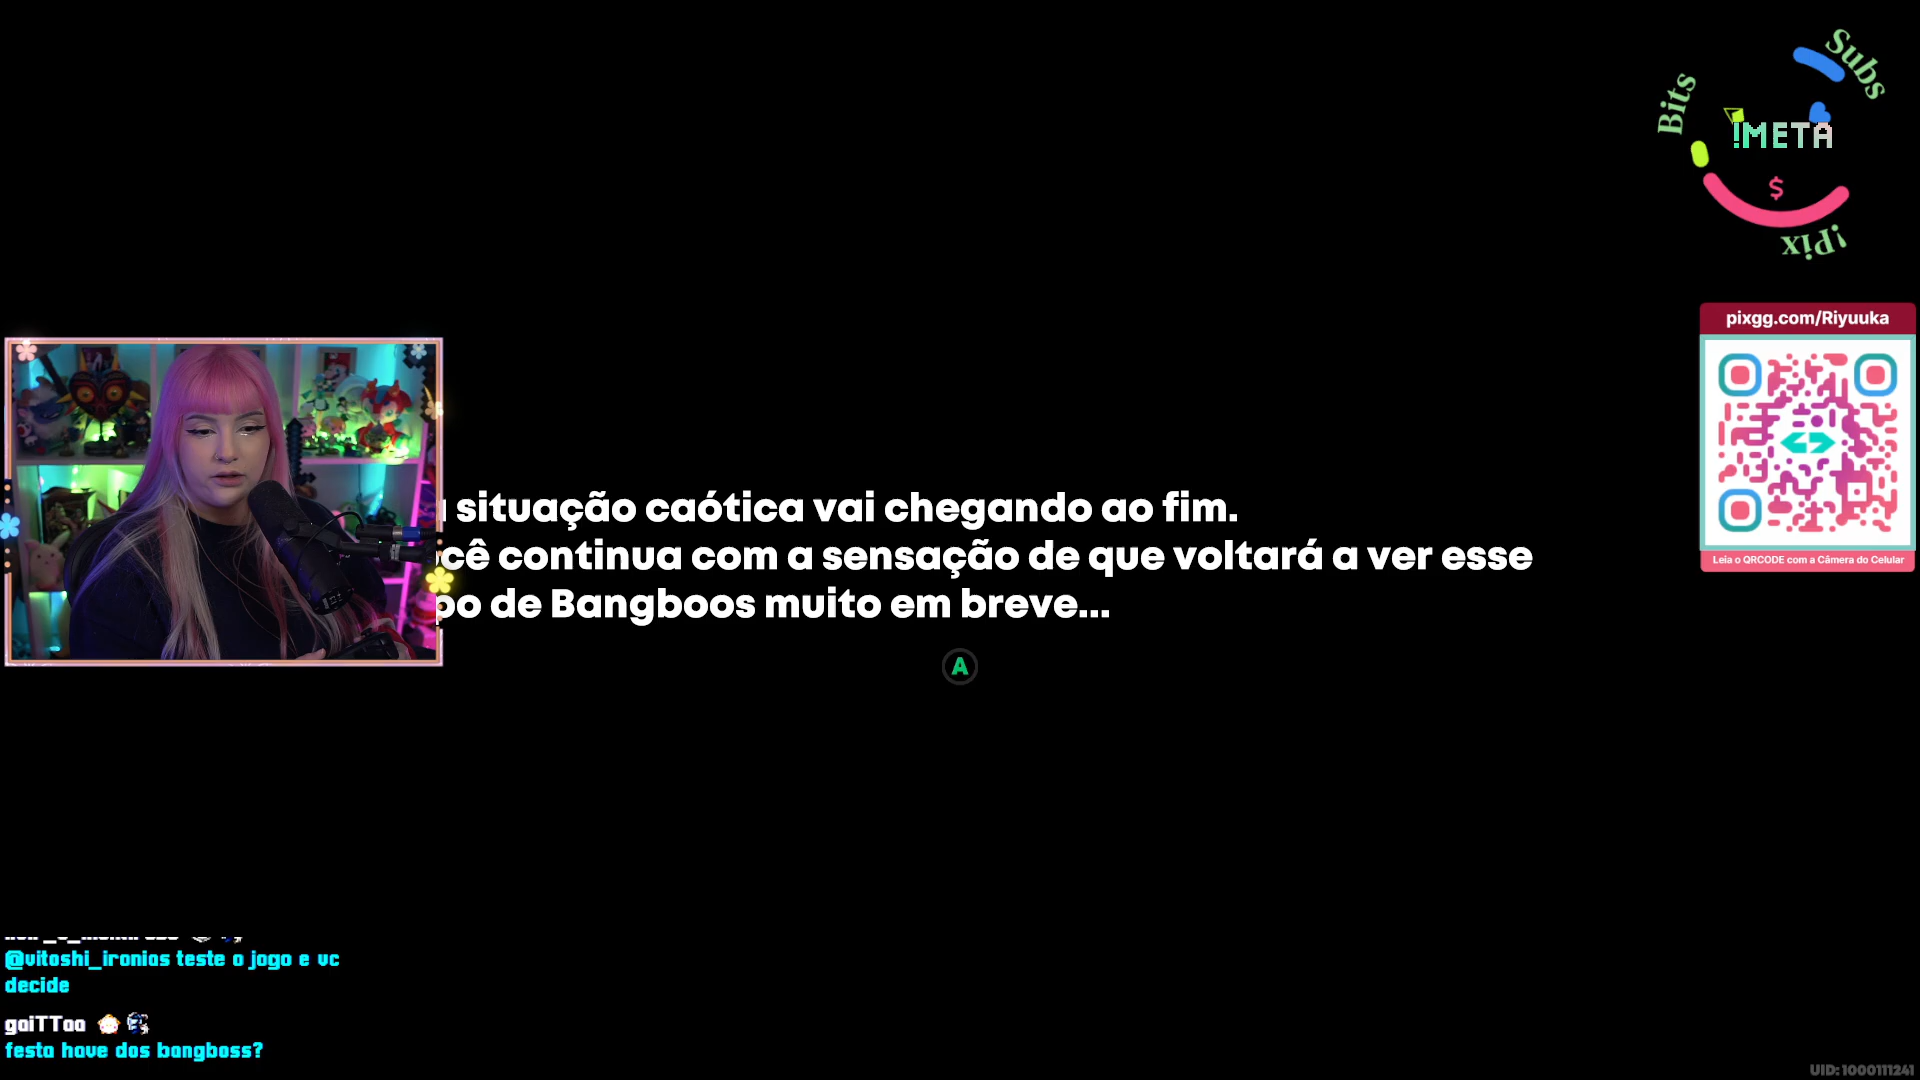 Subs
Bits
!META
$
!Pix
pixgg.com/Riyuuka
Leia o QRCODE com a Câmera do Celular
situação caótica vai chegando ao fim.
cê continua com a sensação de que voltará a ver esse
po de Bangboos muito em breve...
A
@vitoshi_ironias teste o jogo e vc
decide
gaiTTaa
festa have dos bangboss?
UID: 1000111241